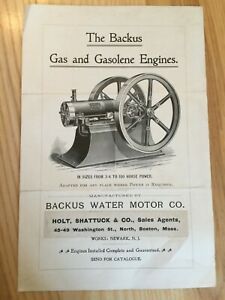 The Backus
Gas and Gasolene Engines.
IN SIZES FROM 3-4 TO 100 HORSE POWER.
ADAPTED FOR ANY PLACE WHERE POWER IS REQUIRED.
MANUFACTURED BY
BACKUS WATER MOTOR CO.
HOLT, SHATTUCK & CO., Sales Agents,
45-49 Washington St., North, Boston, Mass.
WORKS: NEWARK, N. J.
Engines Installed Complete and Guaranteed.
SEND FOR CATALOGUE.